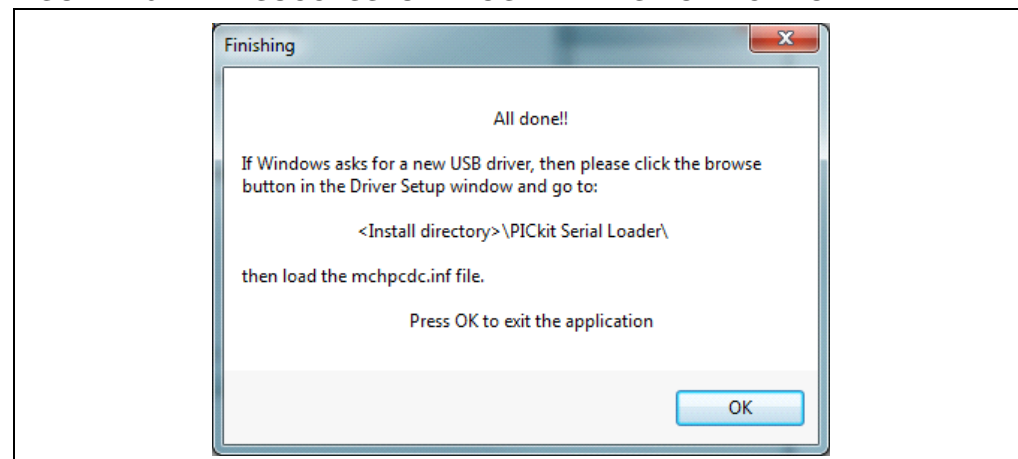 Finishing
All done!!
If Windows asks for a new USB driver, then please click the browse
button in the Driver Setup window and go to:
<Install directory>\PICkit Serial Loader\
then load the mchpcdc.inf file.
Press OK to exit the application
OK